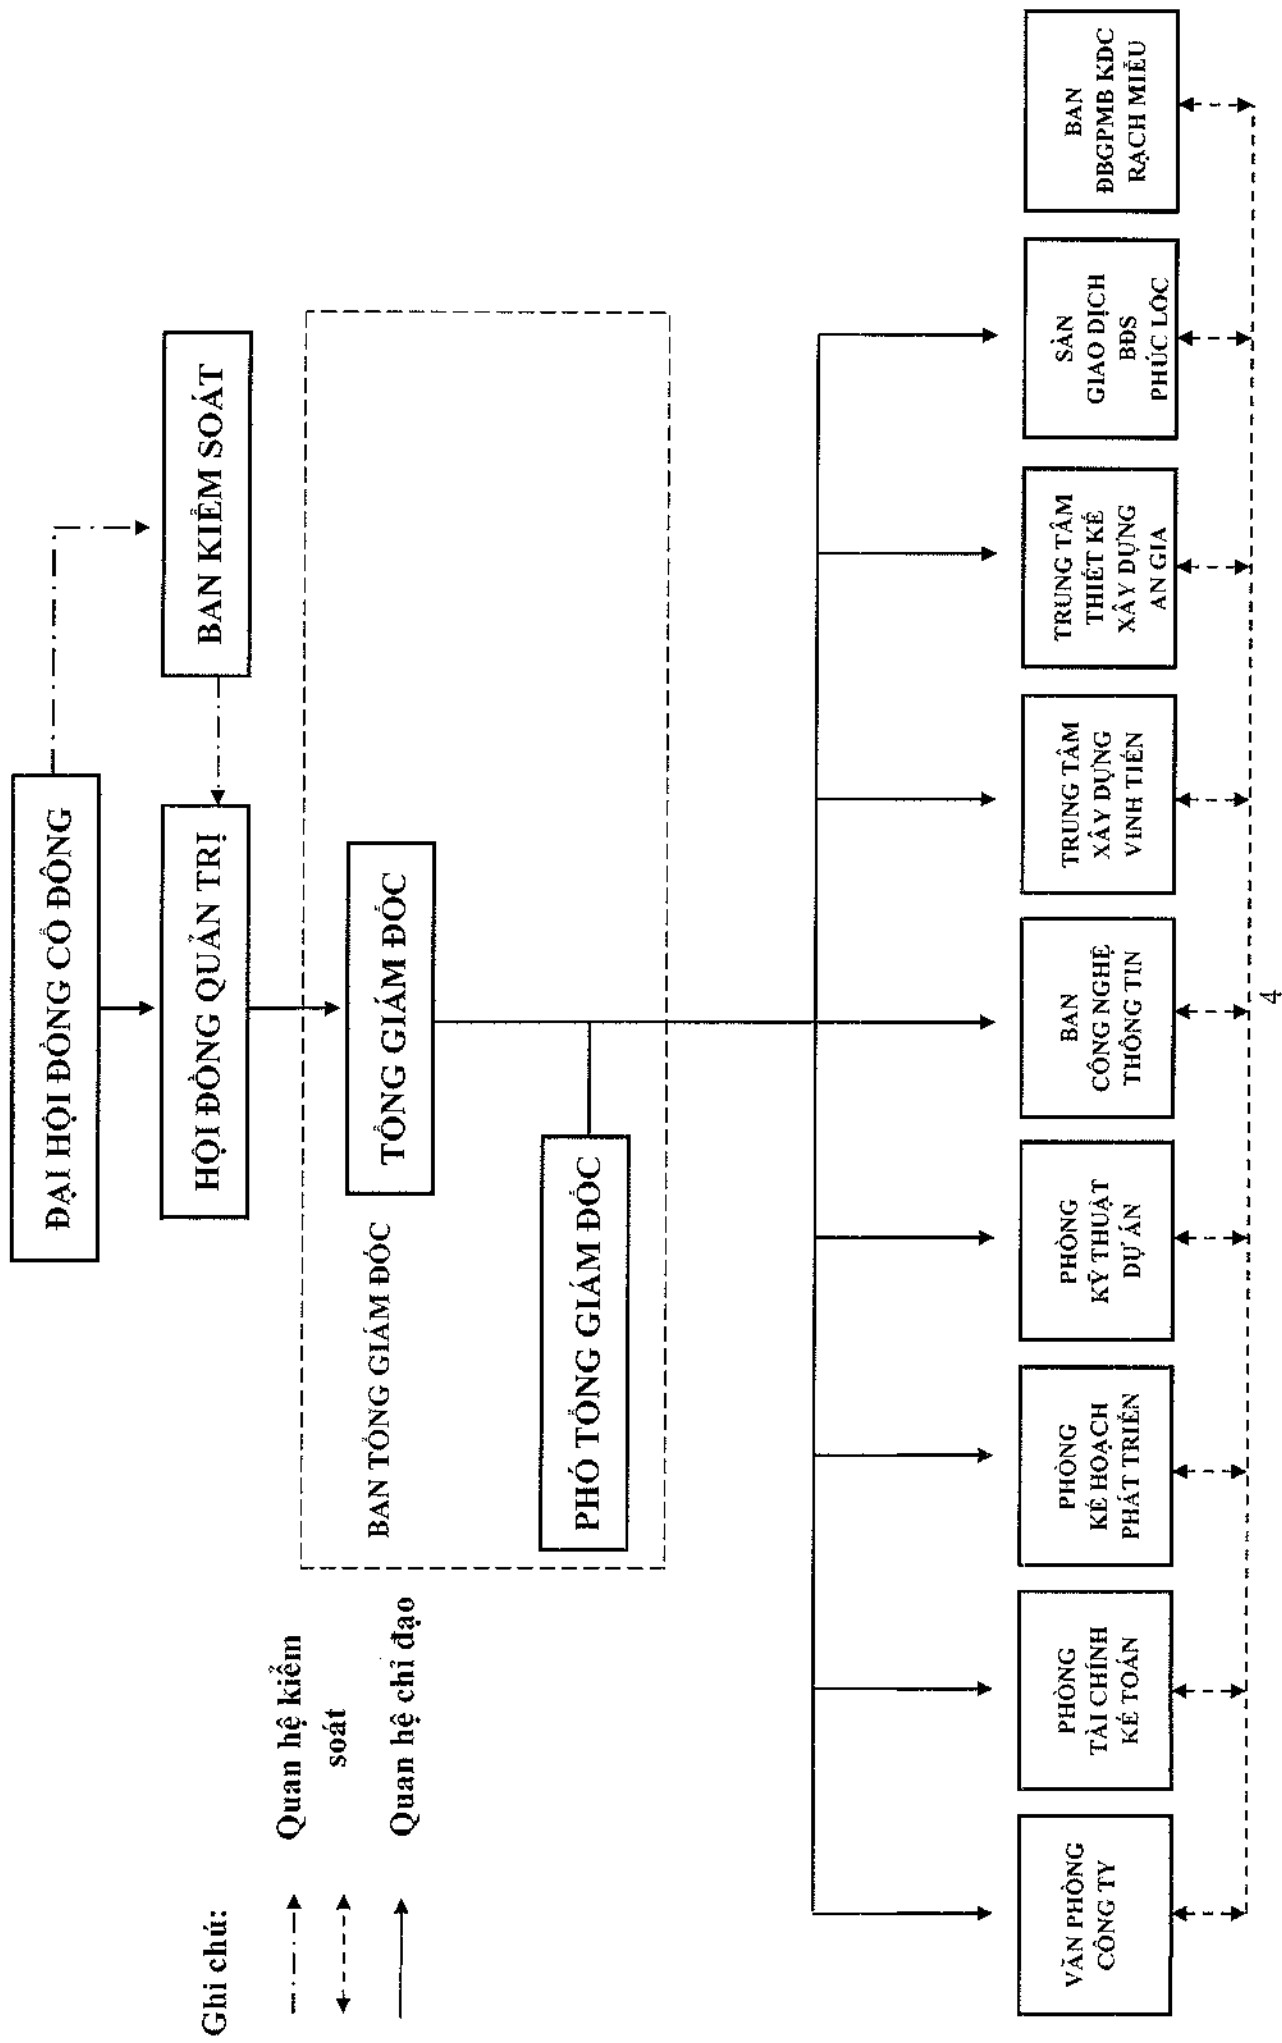 ĐẠI HỘI ĐỒNG CỔ ĐÔNG
HỘI ĐỒNG QUẢN TRỊ
BAN KIỂM SOÁT
TỔNG GIÁM ĐỐC
BAN TỔNG GIÁM ĐỐC
PHÓ TỔNG GIÁM ĐỐC
Ghi chú:
Quan hệ kiểm
soát
Quan hệ chỉ đạo
VĂN PHÒNG
CÔNG TY
PHÒNG
TÀI CHÍNH
KẾ TOÁN
PHÒNG
KẾ HOẠCH
PHÁT TRIỂN
PHÒNG
KỸ THUẬT
DỰ ÁN
BAN
CÔNG NGHỆ
THÔNG TIN
TRUNG TÂM
XÂY DỰNG
VINH TIẾN
TRUNG TÂM
THIẾT KẾ
XÂY DỰNG
AN GIA
SÀN
GIAO DỊCH
BĐS
PHÚC LỘC
BAN
ĐBGPMB KDC
RẠCH MIỄU
4